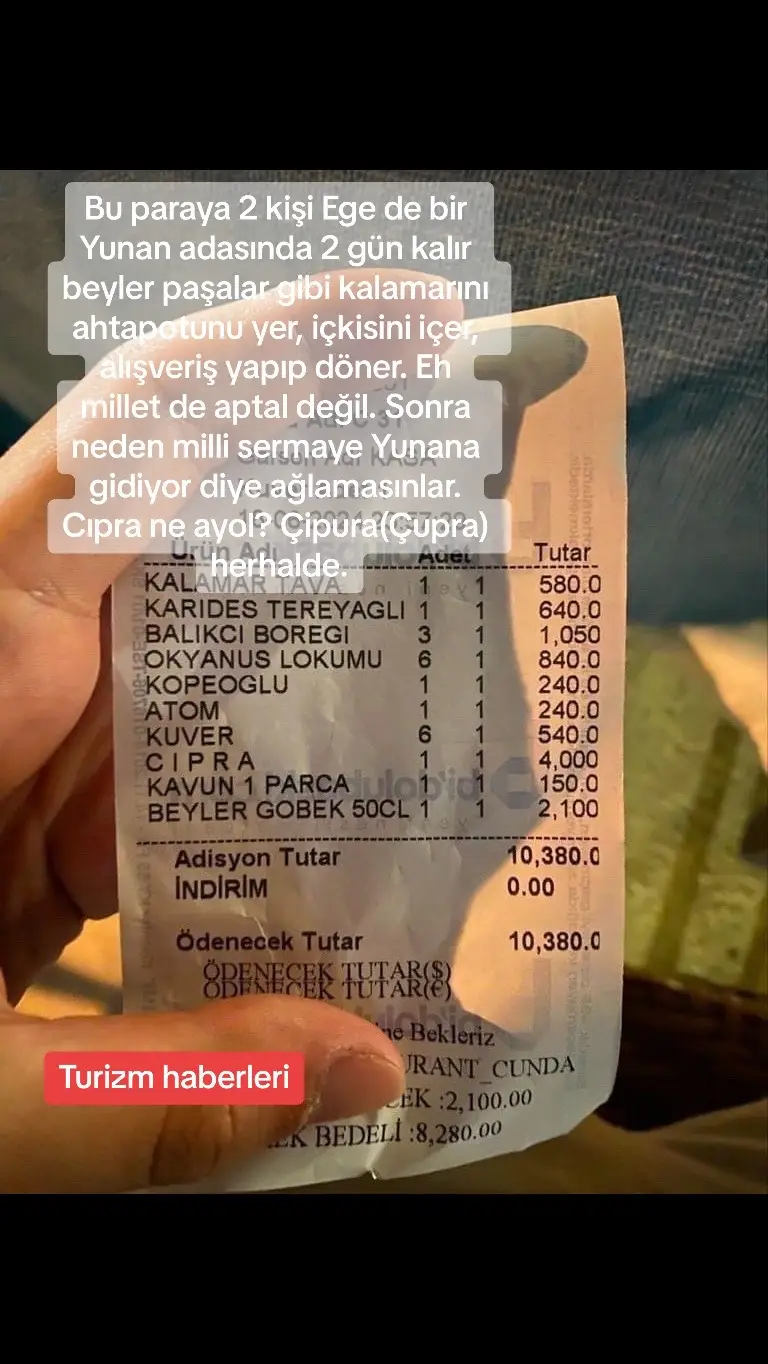 Bu paraya 2 kişi Ege de bir
Yunan adasında 2 gün kalır
beyler paşalar gibi kalamarını
ahtapotunu yer, içkisini içer,
alışveriş yapıp döner. Eh
millet de aptal değil. Sonra
neden milli sermaye Yunana
gidiyor diye ağlamasınlar.
Cıpra ne ayol? Çipura(Çupra)
herhalde.
Ürün Adı Adet Tutar
KALAMAR TAVA 1 1 580.0
KARIDES TEREYAGLI 1 1 640.0
BALIKCI BOREGI 3 1 1,050
OKYANUS LOKUMU 6 1 840.0
KOPEOGLU 1 1 240.0
ATOM 1 1 240.0
KUVER 6 1 540.0
C I P R A 1 1 4,000
KAVUN 1 PARCA 1 1 150.0
BEYLER GOBEK 50CL 1 1 2,100
Adisyon Tutar 10,380.0
İNDİRİM 0.00
Ödenecek Tutar 10,380.0
ÖDENECEK TUTAR($)
ÖDENECEK TUTAR(€)
ne Bekleriz
URANT_CUNDA
EK :2,100.00
EK BEDELİ :8,280.00
Turizm haberleri